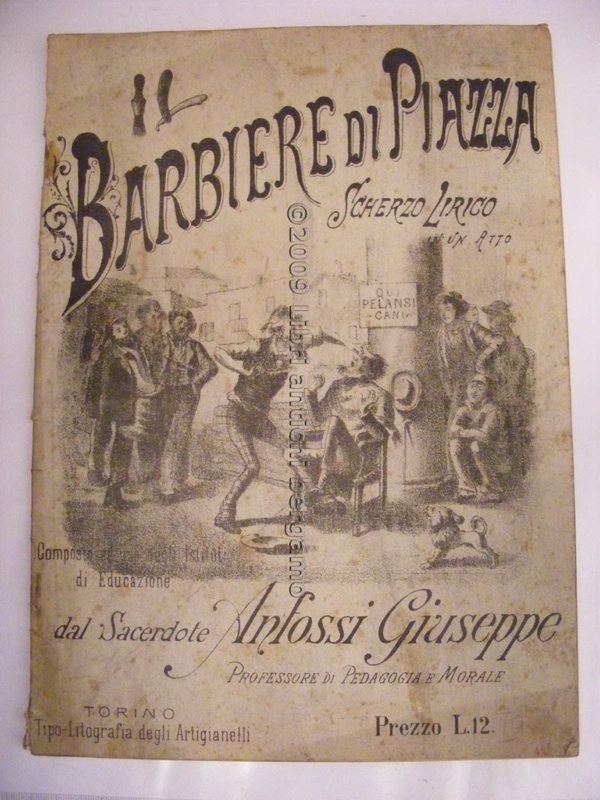 IL
BARBIERE DI PIAZZA
SCHERZO LIRICO
IN UN ATTO
QUI
PELANSI
CANI
©2009 Libri antichi bergamo
Composto ad uso degli Istituti
di Educazione
dal Sacerdote Anfossi Giuseppe
PROFESSORE DI PEDAGOGIA E MORALE
TORINO
Tipo-Litografia degli Artigianelli
Prezzo L.12.